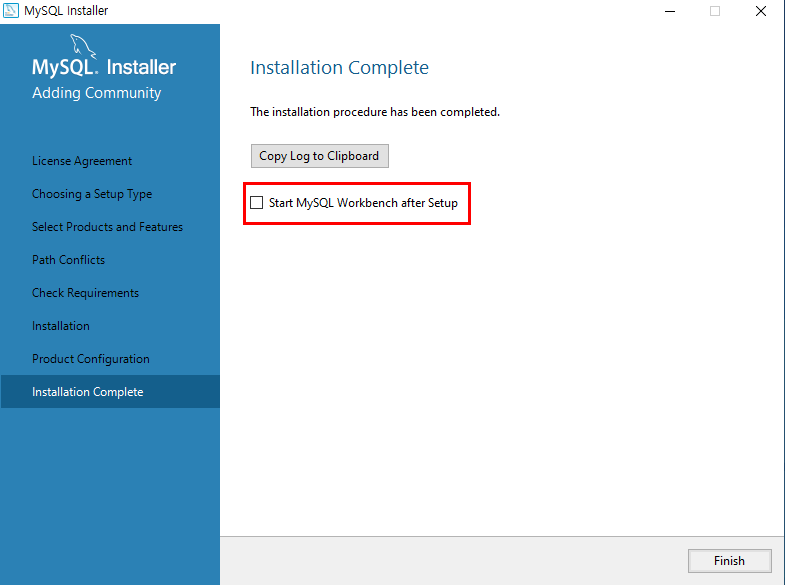 MySQL Installer
MySQL. Installer
Adding Community
License Agreement
Choosing a Setup Type
Select Products and Features
Path Conflicts
Check Requirements
Installation
Product Configuration
Installation Complete
Installation Complete
The installation procedure has been completed.
Copy Log to Clipboard
Start MySQL Workbench after Setup
Finish